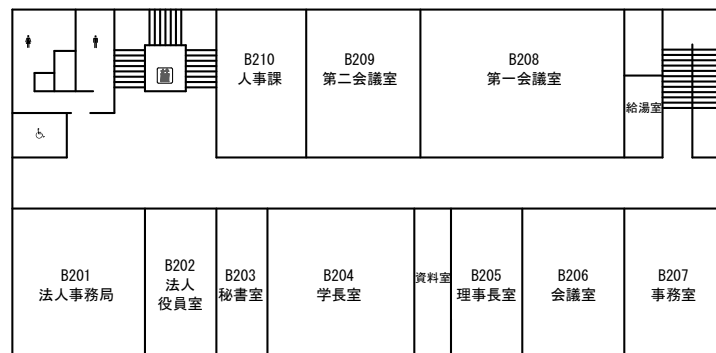 B210
人事課
B209
第二会議室
B208
第一会議室
給湯室
B201
法人事務局
B202
法人
役員室
B203
秘書室
B204
学長室
資料室
B205
理事長室
B206
会議室
B207
事務室